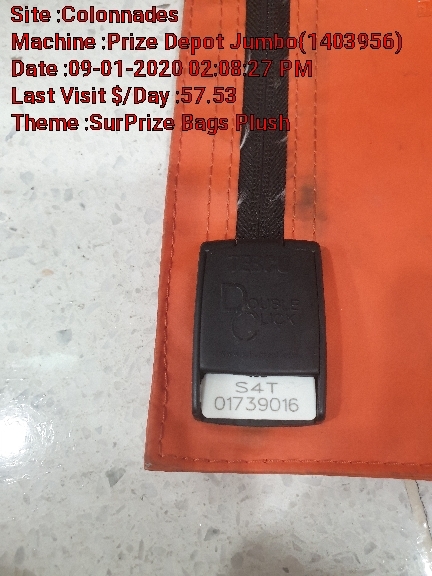 Site :Colonnades
Machine :Prize Depot Jumbo(1403956)
Date :09-01-2020 02:08:27 PM
Last Visit $/Day :57.53
Theme :SurPrize Bags Plush
DOUBLE
CLICK
S4T
01739016